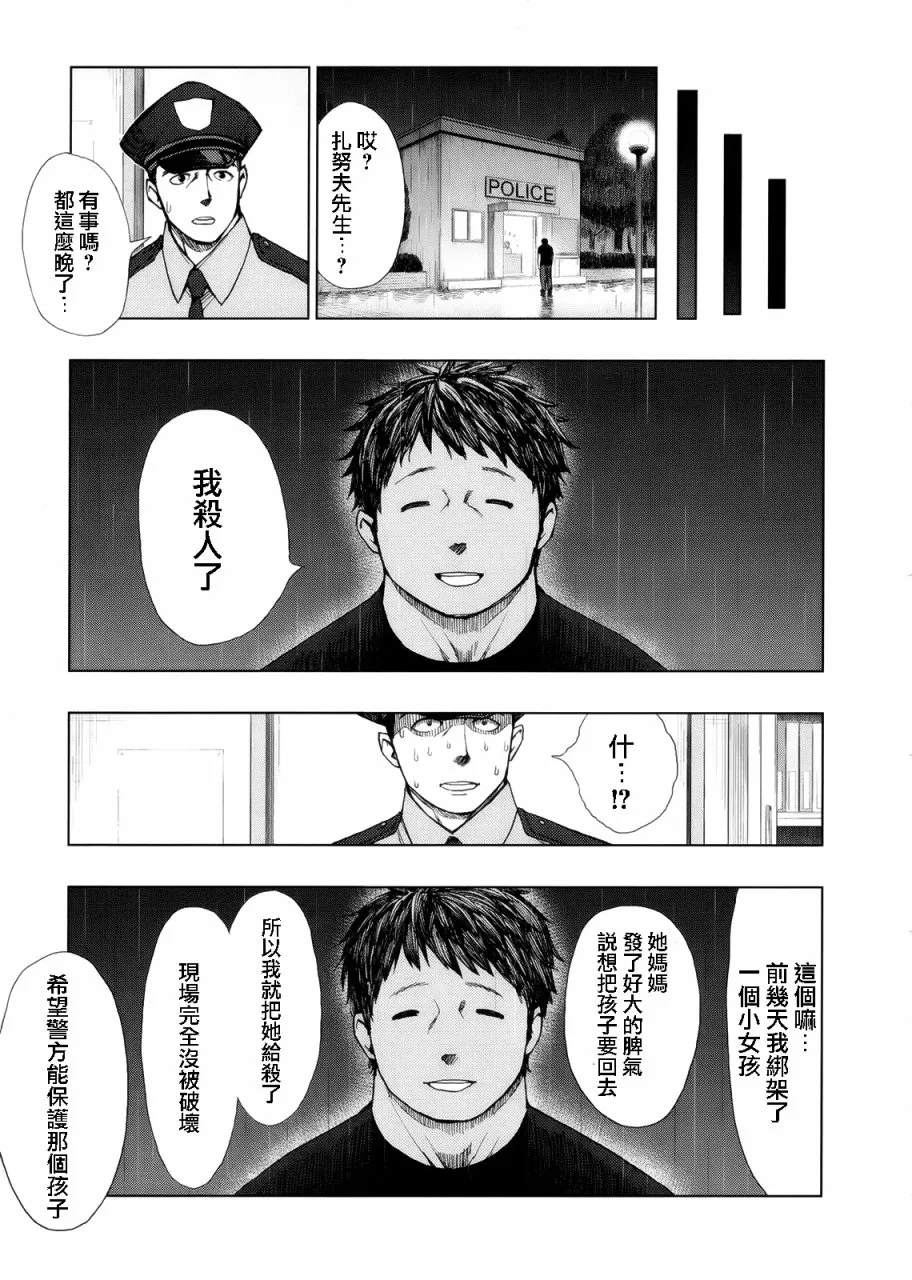 POLICE
哎？
扎努夫先生…？
有事嗎？
都這麼晚了…
我殺人了
什…!?
這個嘛…
前幾天我綁架了
一個小女孩
她媽媽
發了好大的脾氣
說想把孩子要回去
所以我就把她給殺了
現場完全沒被破壞
希望警方能保護那個孩子